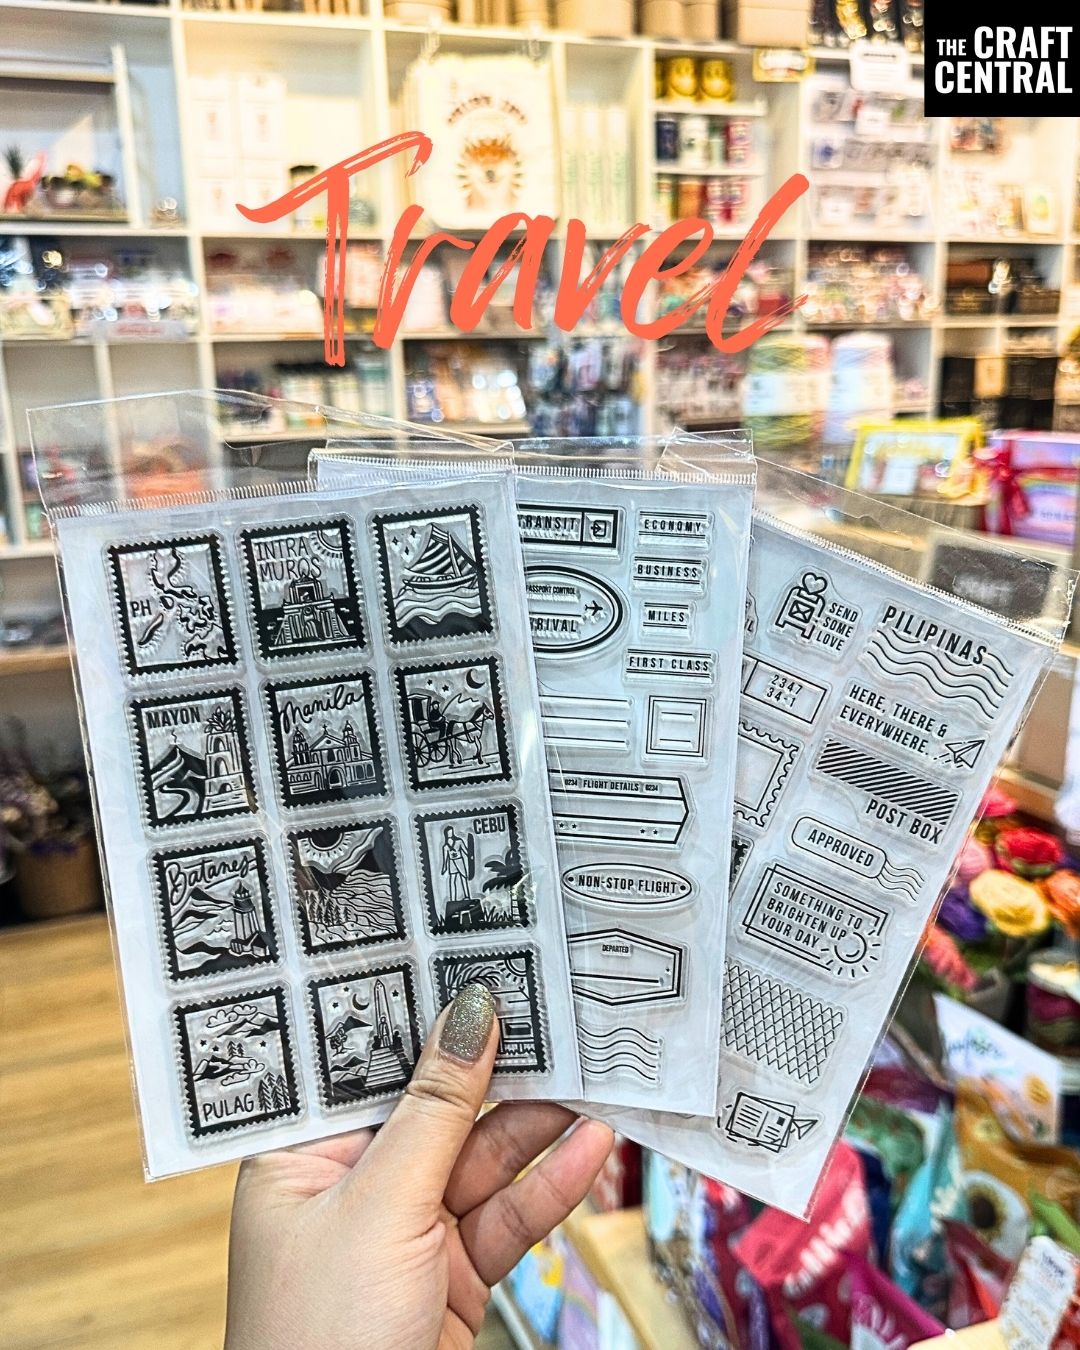 THE CRAFT
CENTRAL
Travel
PH
INTRA
MUROS
MAYON
Manila
Batanes
CEBU
PULAG
TRANSIT
ECONOMY
PASSPORT CONTROL
BUSINESS
MILES
FIRST CLASS
0234 FLIGHT DETAILS 0234
NON-STOP FLIGHT
DEPARTED
SEND
SOME
LOVE
PILIPINAS
2347
34-1
HERE, THERE &
EVERYWHERE..
POST BOX
APPROVED
SOMETHING TO
BRIGHTEN UP
YOUR DAY